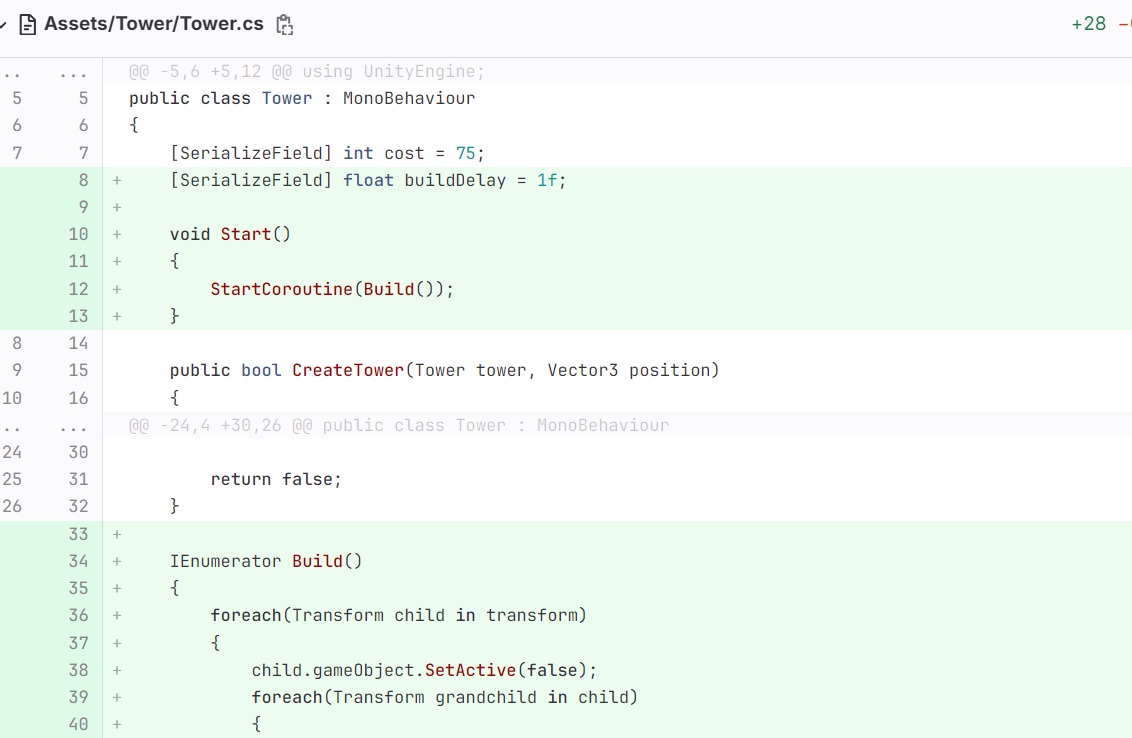 Assets/Tower/Tower.cs +28
.. ... @@ -5,6 +5,12 @@ using UnityEngine;
5 5 public class Tower : MonoBehaviour
6 6 {
7 7 [SerializeField] int cost = 75;
8 + [SerializeField] float buildDelay = 1f;
9 +
10 + void Start()
11 + {
12 + StartCoroutine(Build());
13 + }
8 14
9 15 public bool CreateTower(Tower tower, Vector3 position)
10 16 {
.. ... @@ -24,4 +30,26 @@ public class Tower : MonoBehaviour
24 30
25 31 return false;
26 32 }
33 +
34 + IEnumerator Build()
35 + {
36 + foreach(Transform child in transform)
37 + {
38 + child.gameObject.SetActive(false);
39 + foreach(Transform grandchild in child)
40 + {